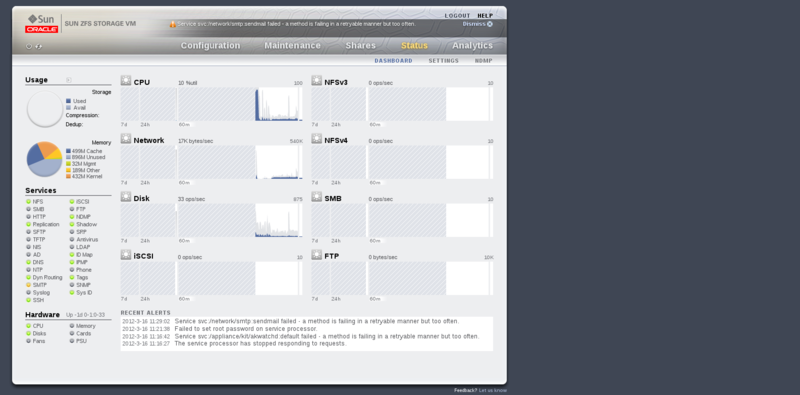 LOGOUT HELP
Sun
ORACLE
SUN ZFS STORAGE VM
Service svc:/network/smtp:sendmail failed - a method is failing in a retryable manner but too often.
Dismiss
Configuration Maintenance Shares Status Analytics
DASHBOARD SETTINGS NDMP
Usage
Storage
Used
Avail
Compression:
Dedup:
Memory
499M Cache
896M Unused
32M Mgmt
189M Other
432M Kernel
Services
NFS iSCSI
SMB FTP
HTTP NDMP
Replication Shadow
SFTP SRP
TFTP Antivirus
NIS LDAP
AD ID Map
DNS IPMP
NTP Phone
Dyn Routing Tags
SMTP SNMP
Syslog Sys ID
SSH
Hardware
CPU Memory
Disks Cards
Fans PSU
CPU 10 %util 100
7d 24h 60m
NFSv3 0 ops/sec 10
7d 24h 60m
Network 17K bytes/sec 540K
7d 24h 60m
NFSv4 0 ops/sec 10
7d 24h 60m
Disk 33 ops/sec 875
7d 24h 60m
SMB 0 ops/sec 10
7d 24h 60m
iSCSI 0 ops/sec 10
7d 24h 60m
FTP 0 bytes/sec 10K
7d 24h 60m
RECENT ALERTS
2012-3-16 11:29:02 Service svc:/network/smtp:sendmail failed - a method is failing in a retryable manner but too often.
2012-3-16 11:21:38 Failed to set root password on service processor.
2012-3-16 11:16:42 Service svc:/appliance/kit/akwatchd:default failed - a method is failing in a retryable manner but too often.
2012-3-16 11:16:27 The service processor has stopped responding to requests.
Feedback? Let us know